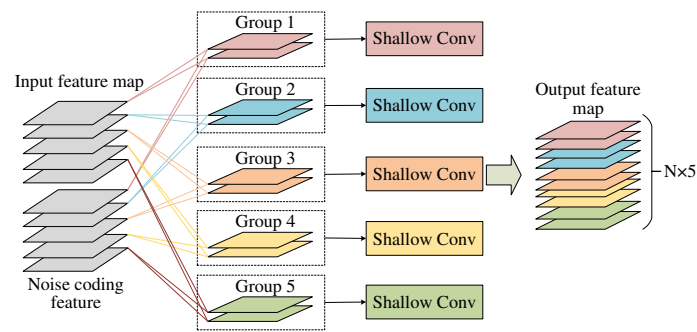 Input feature map
Noise coding
feature
Group 1
Group 2
Group 3
Group 4
Group 5
Shallow Conv
Shallow Conv
Shallow Conv
Shallow Conv
Shallow Conv
Output feature
map
N×5